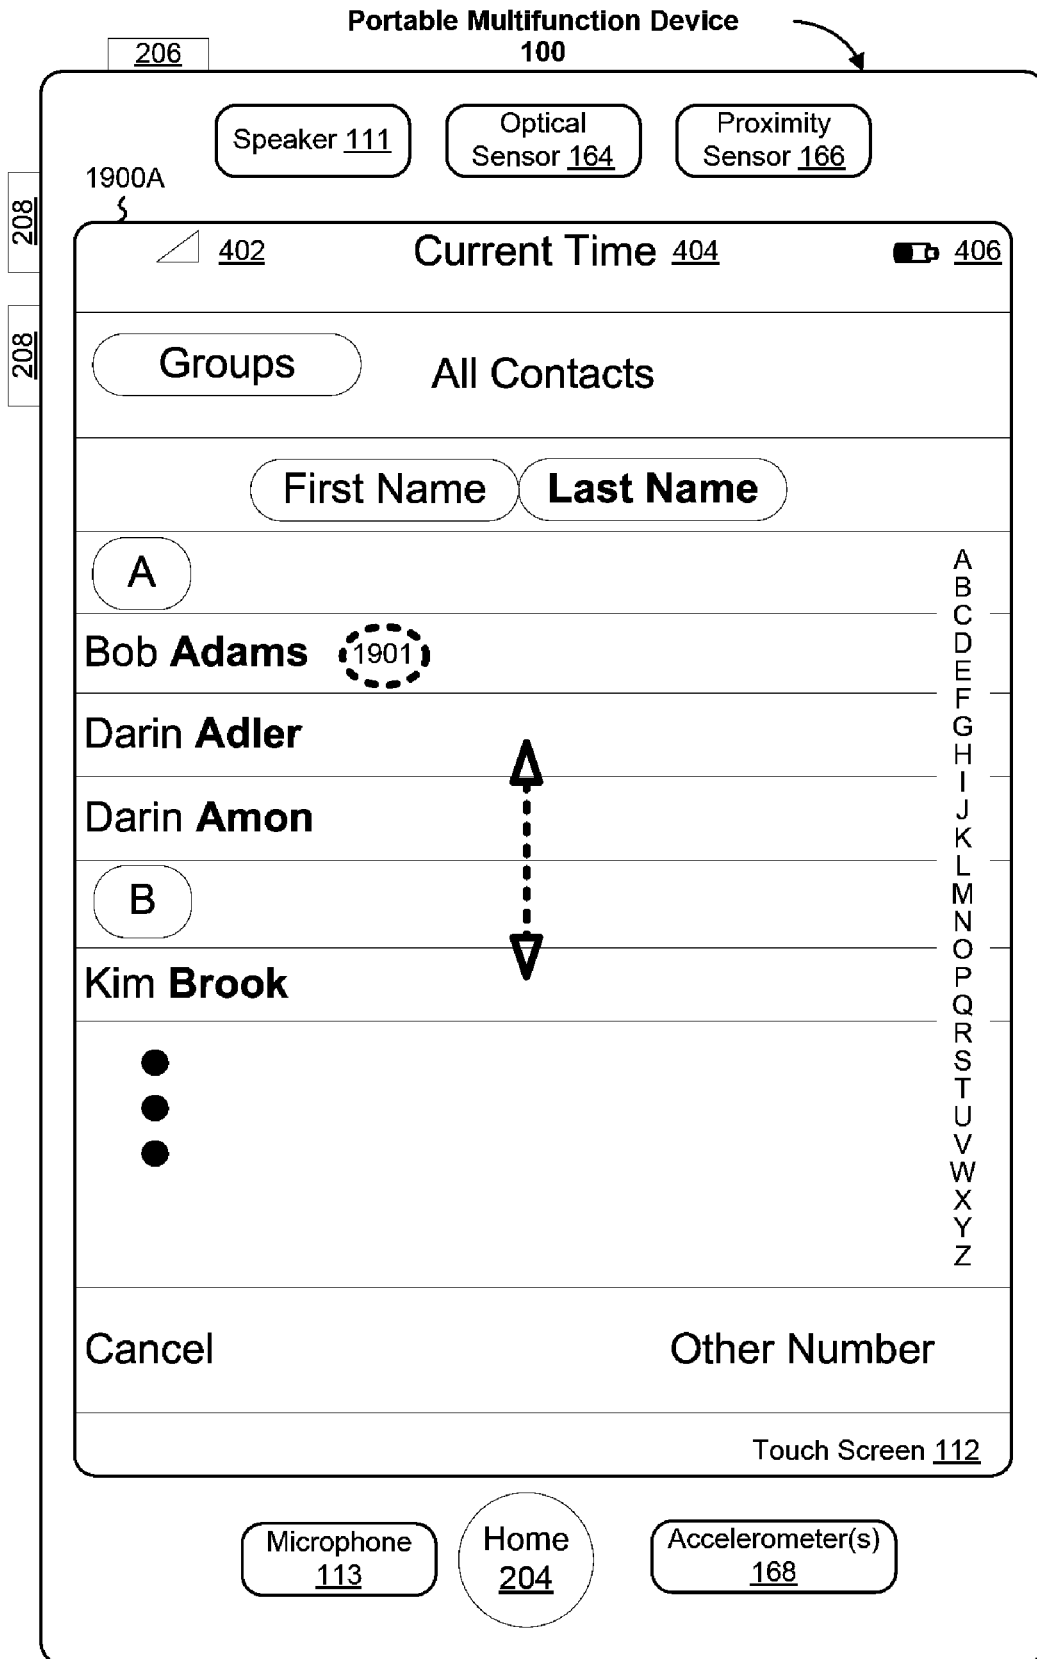 Portable Multifunction Device
100
206
Speaker 111
Optical
Sensor 164
Proximity
Sensor 166
1900A
208
208
402
Current Time 404
406
Groups
All Contacts
First Name
Last Name
A
Bob Adams
1901
Darin Adler
Darin Amon
B
Kim Brook
A
B
C
D
E
F
G
H
I
J
K
L
M
N
O
P
Q
R
S
T
U
V
W
X
Y
Z
Cancel
Other Number
Touch Screen 112
Microphone
113
Home
204
Accelerometer(s)
168